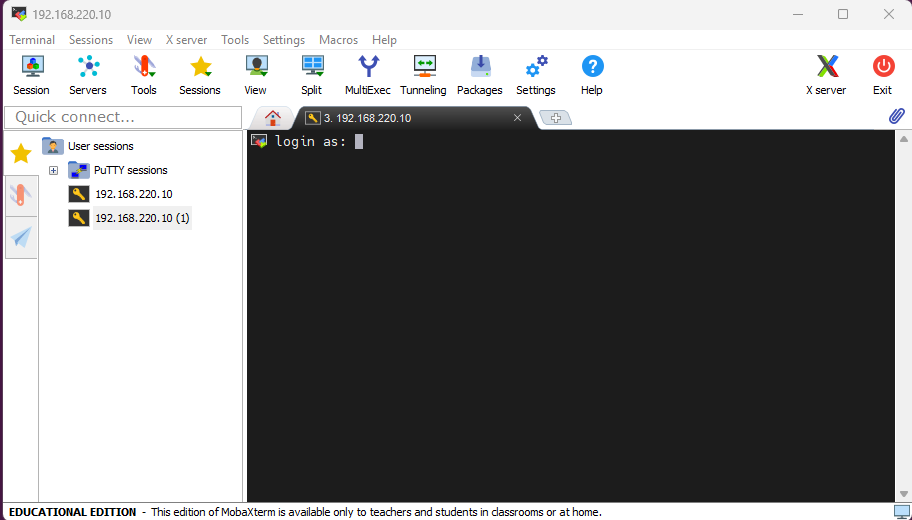 192.168.220.10
Terminal Sessions View X server Tools Settings Macros Help
Session Servers Tools Sessions View Split MultiExec Tunneling Packages Settings Help X server Exit
Quick connect...
3. 192.168.220.10
login as:
User sessions
PuTTY sessions
192.168.220.10
192.168.220.10 (1)
EDUCATIONAL EDITION - This edition of MobaXterm is available only to teachers and students in classrooms or at home.